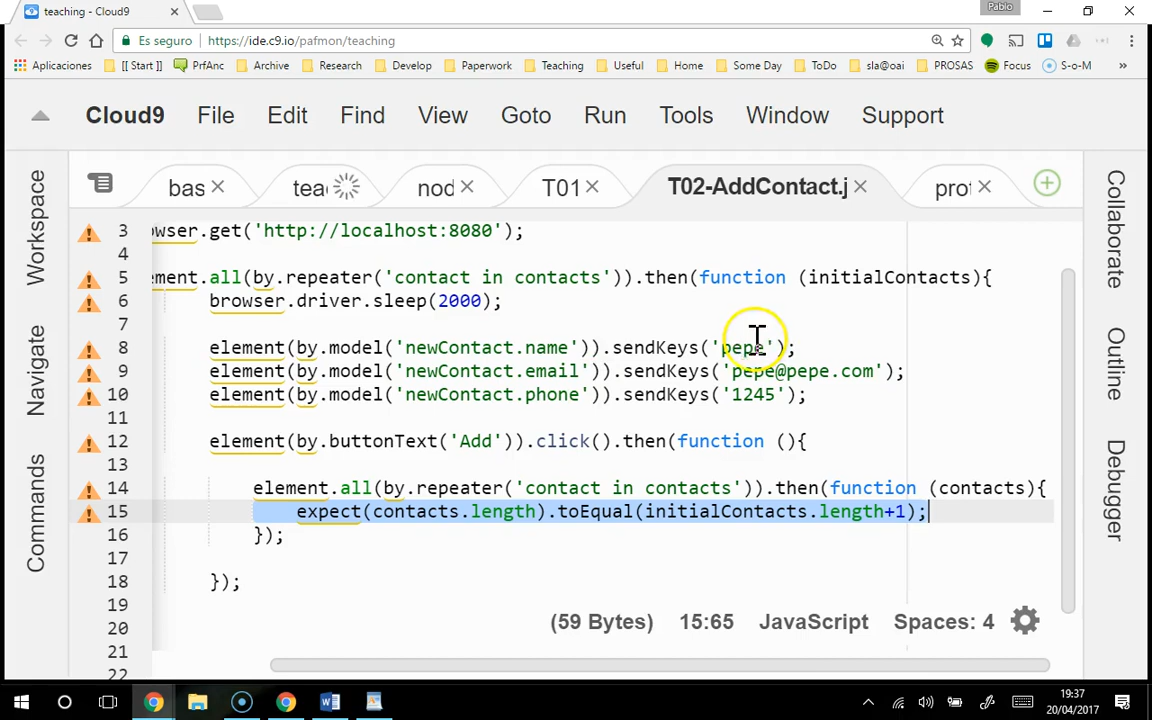 teaching - Cloud9
Pablo
Es seguro https://ide.c9.io/pafmon/teaching
Aplicaciones [[ Start ]] PrfAnc Archive Research Develop Paperwork Teaching Useful Home Some Day ToDo sla@oai PROSAS Focus S-o-M »
Cloud9 File Edit Find View Goto Run Tools Window Support
bas tea nod T01 T02-AddContact.j prot
Workspace
Navigate
Commands
Collaborate
Outline
Debugger
3 owser.get('http://localhost:8080');
4
5 ement.all(by.repeater('contact in contacts')).then(function (initialContacts){
6 browser.driver.sleep(2000);
7
8 element(by.model('newContact.name')).sendKeys('pepe');
9 element(by.model('newContact.email')).sendKeys('pepe@pepe.com');
10 element(by.model('newContact.phone')).sendKeys('1245');
11
12 element(by.buttonText('Add')).click().then(function (){
13
14 element.all(by.repeater('contact in contacts')).then(function (contacts){
15 expect(contacts.length).toEqual(initialContacts.length+1);
16 });
17
18 });
19
20
21
22
(59 Bytes) 15:65 JavaScript Spaces: 4
19:37
20/04/2017